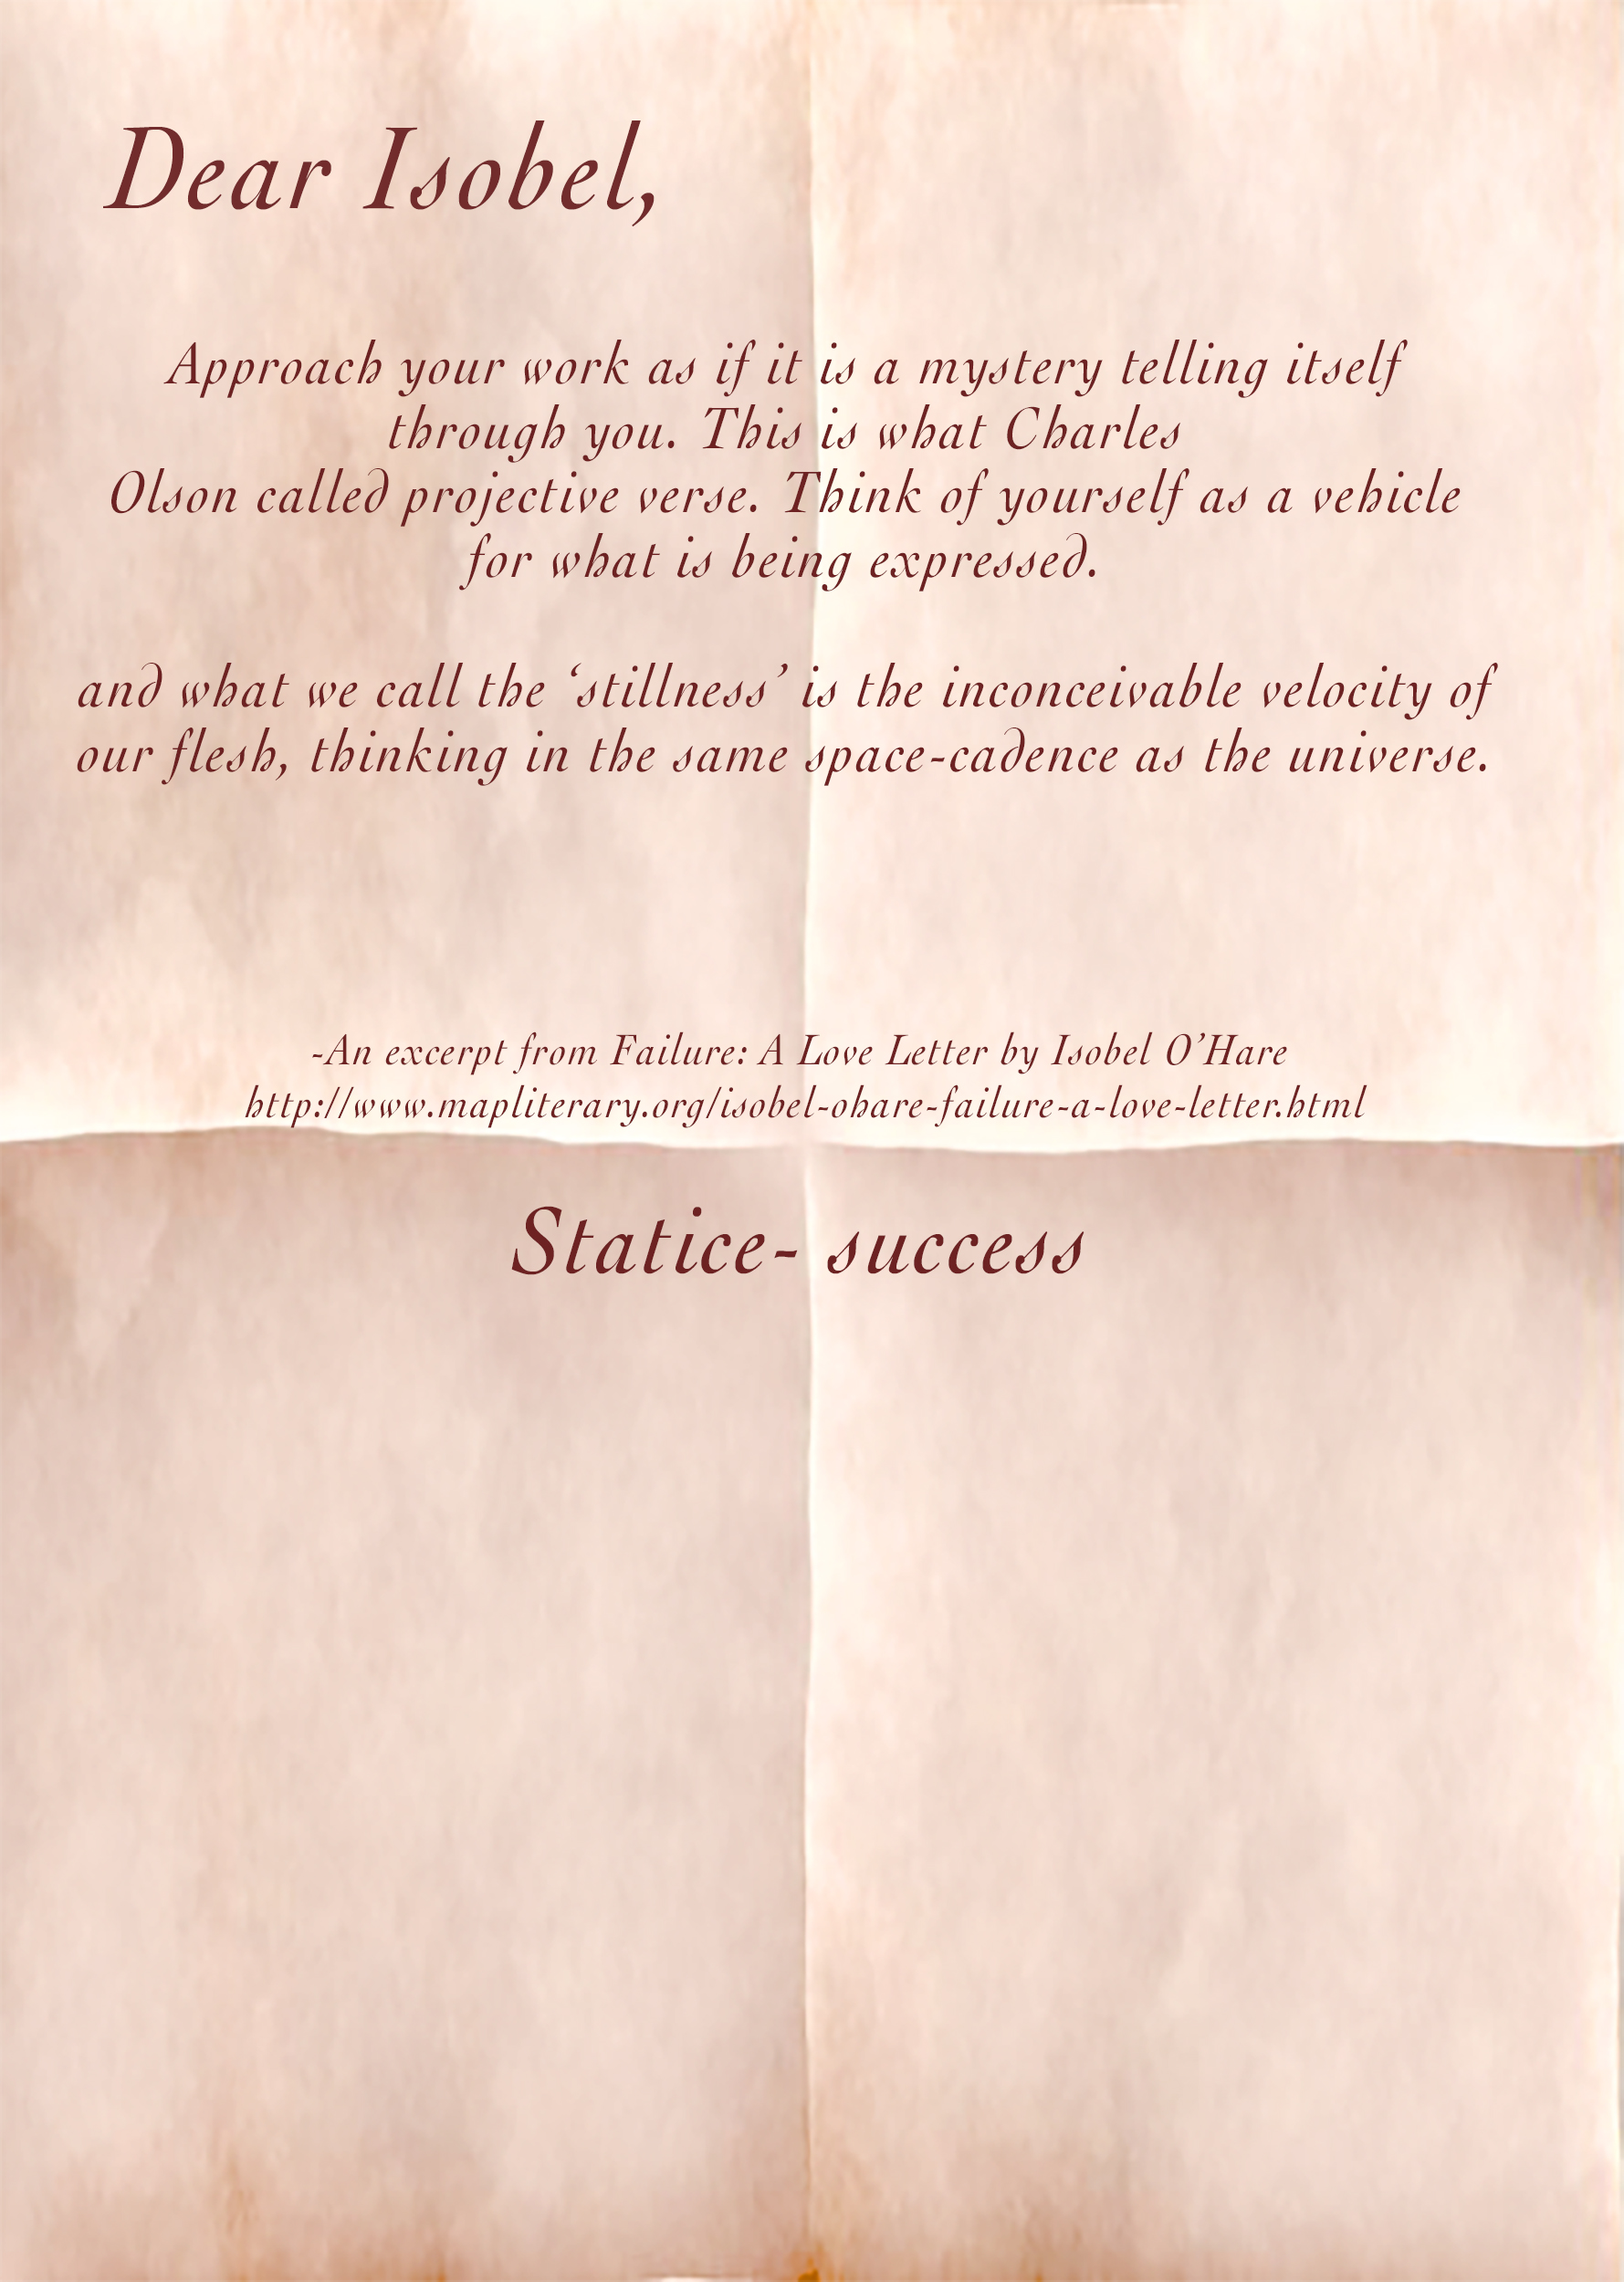 Dear Isobel,
Approach your work as if it is a mystery telling itself
through you. This is what Charles
Olson called projective verse. Think of yourself as a vehicle
for what is being expressed.
and what we call the ‘stillness’ is the inconceivable velocity of
our flesh, thinking in the same space-cadence as the universe.
-An excerpt from Failure: A Love Letter by Isobel O’Hare
http://www.mapliterary.org/isobel-ohare-failure-a-love-letter.html
Statice- success